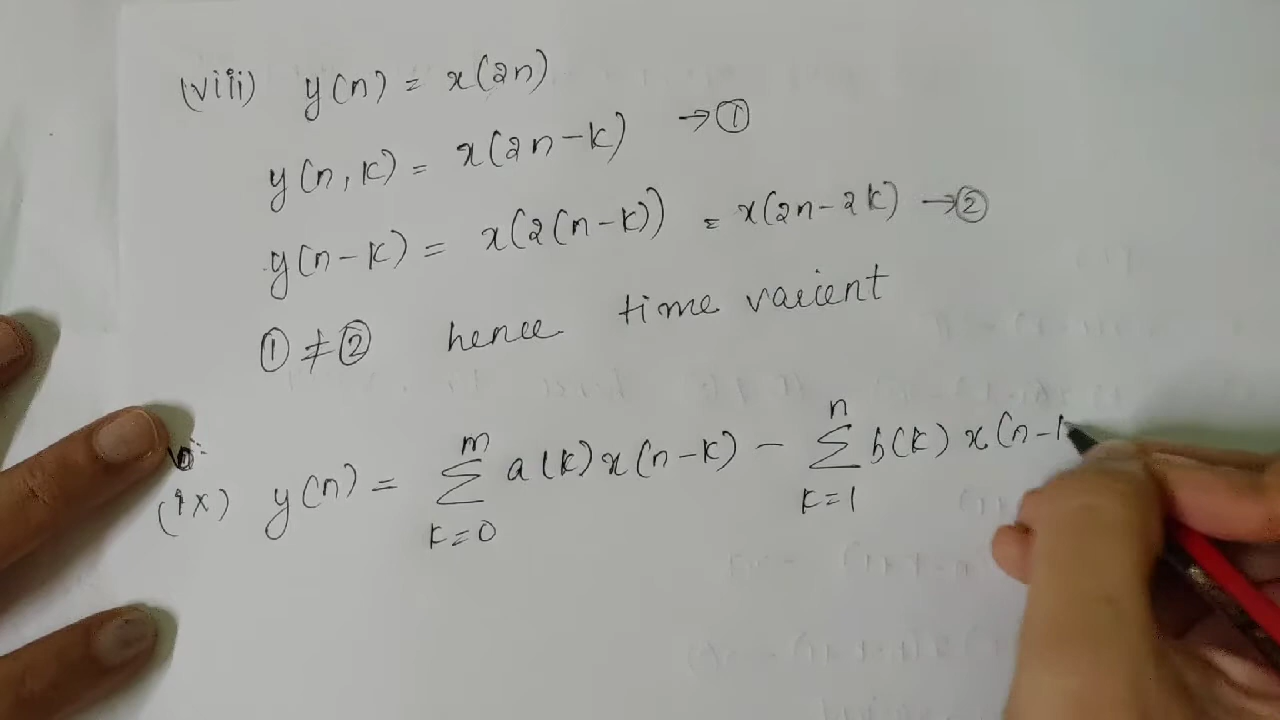 (viii) y(n) = x(2n)
y(n,k) = x(2n-k) → ①
y(n-k) = x(2(n-k)) = x(2n-2k) → ②
① ≠ ② hence time varient
(ix) y(n) = m Σ k=0 a(k) x(n-k) - n Σ k=1 b(k) x(n-